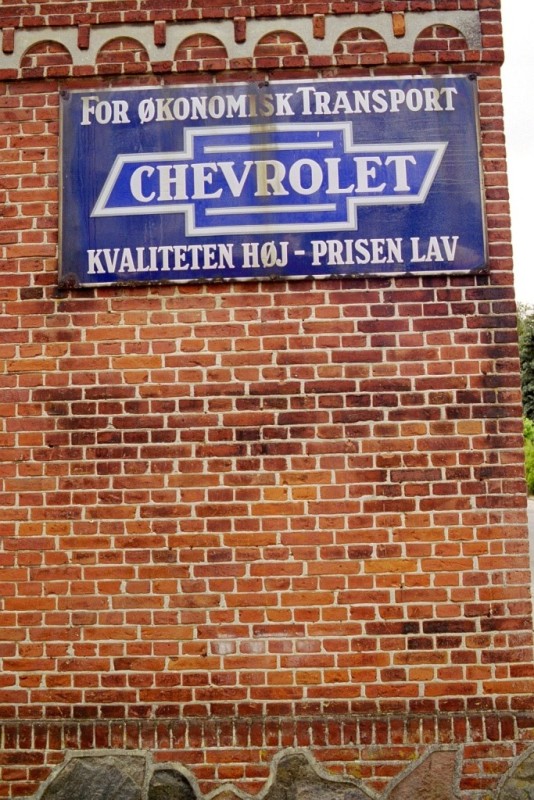 FOR ØKONOMISK TRANSPORT
CHEVROLET
KVALITETEN HØJ - PRISEN LAV